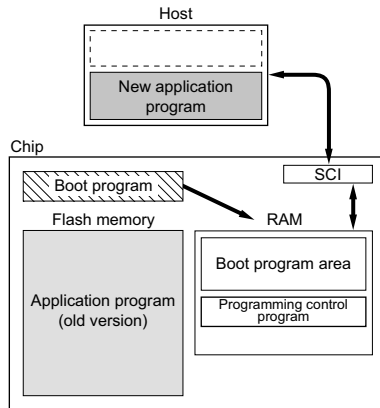 Host
New application
program
Chip
SCI
Boot program
Flash memory
RAM
Boot program area
Application program
(old version)
Programming control
program